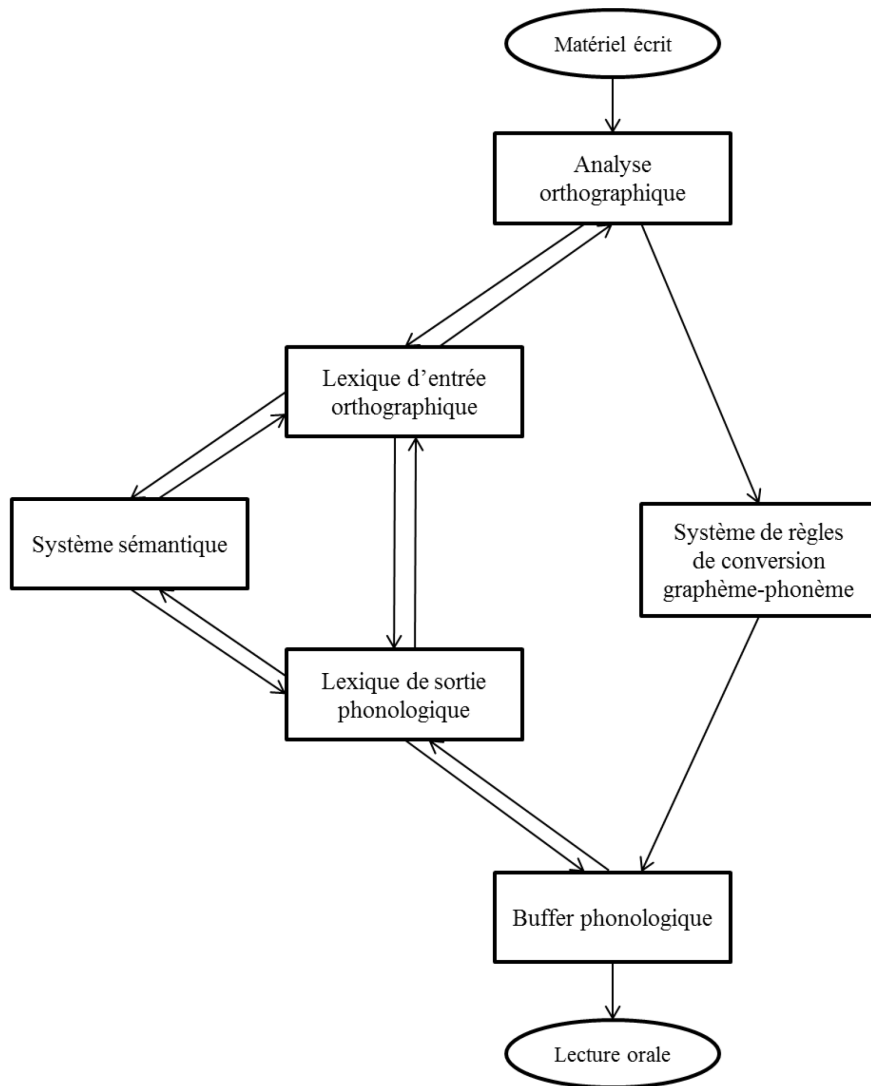 Matériel écrit
Analyse
orthographique
Lexique d’entrée
orthographique
Système sémantique
Système de règles
de conversion
graphème-phonème
Lexique de sortie
phonologique
Buffer phonologique
Lecture orale